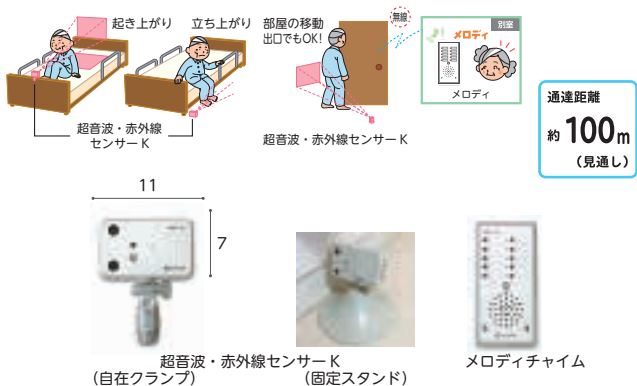 起き上がり
立ち上がり
超音波・赤外線
センサーK
部屋の移動
出口でもOK!
無線
超音波・赤外線センサーK
別室
メロディ
メロディ
通達距離
約100m
（見通し）
11
7
超音波・赤外線センサーK
（自在クランプ）
（固定スタンド）
メロディチャイム